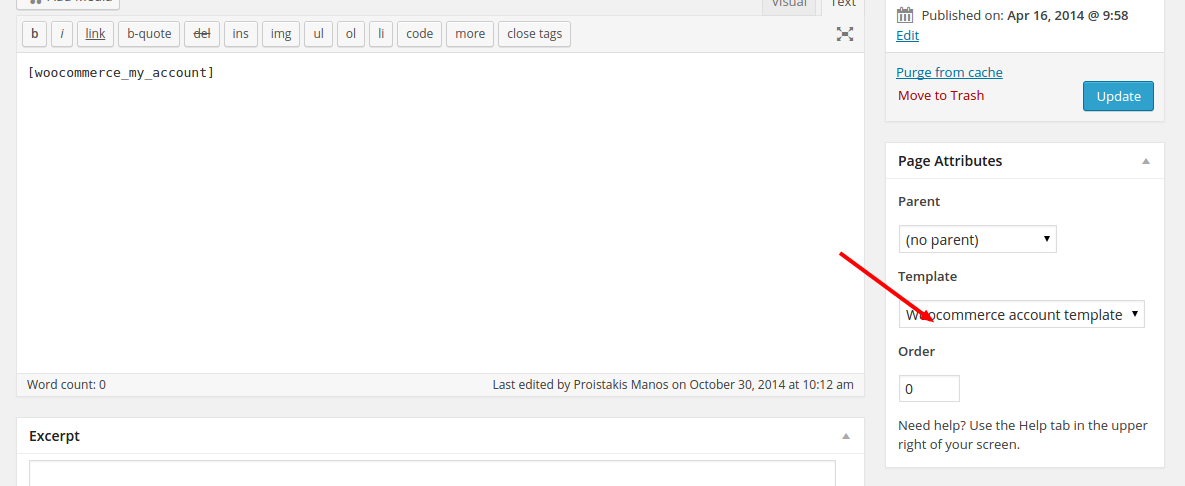 Add Media
Visual
Text
b
i
link
b-quote
del
ins
img
ul
ol
li
code
more
close tags
[woocommerce_my_account]
Word count: 0
Last edited by Proistakis Manos on October 30, 2014 at 10:12 am
Excerpt
Published on: Apr 16, 2014 @ 9:58
Edit
Purge from cache
Move to Trash
Update
Page Attributes
Parent
(no parent)
Template
Woocommerce account template
Order
0
Need help? Use the Help tab in the upper
right of your screen.